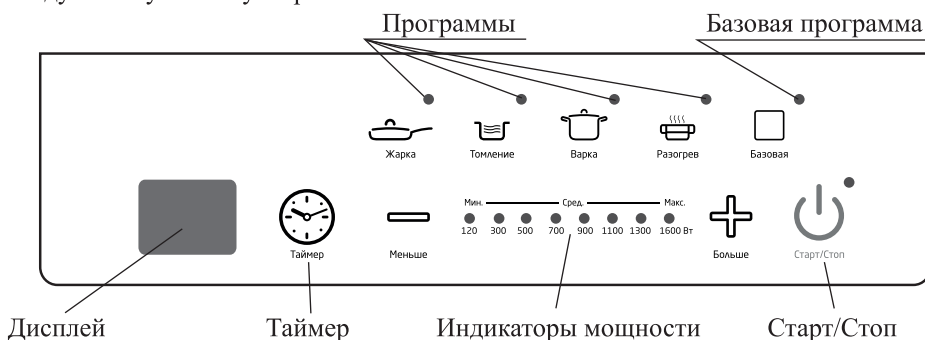 Программы Базовая программа
Жарка Томление Варка Разогрев Базовая
Мин. Сред. Макс.
120 300 500 700 900 1100 1300 1600 Вт
Таймер Меньше Больше Старт/Стоп
Дисплей Таймер Индикаторы мощности Старт/Стоп